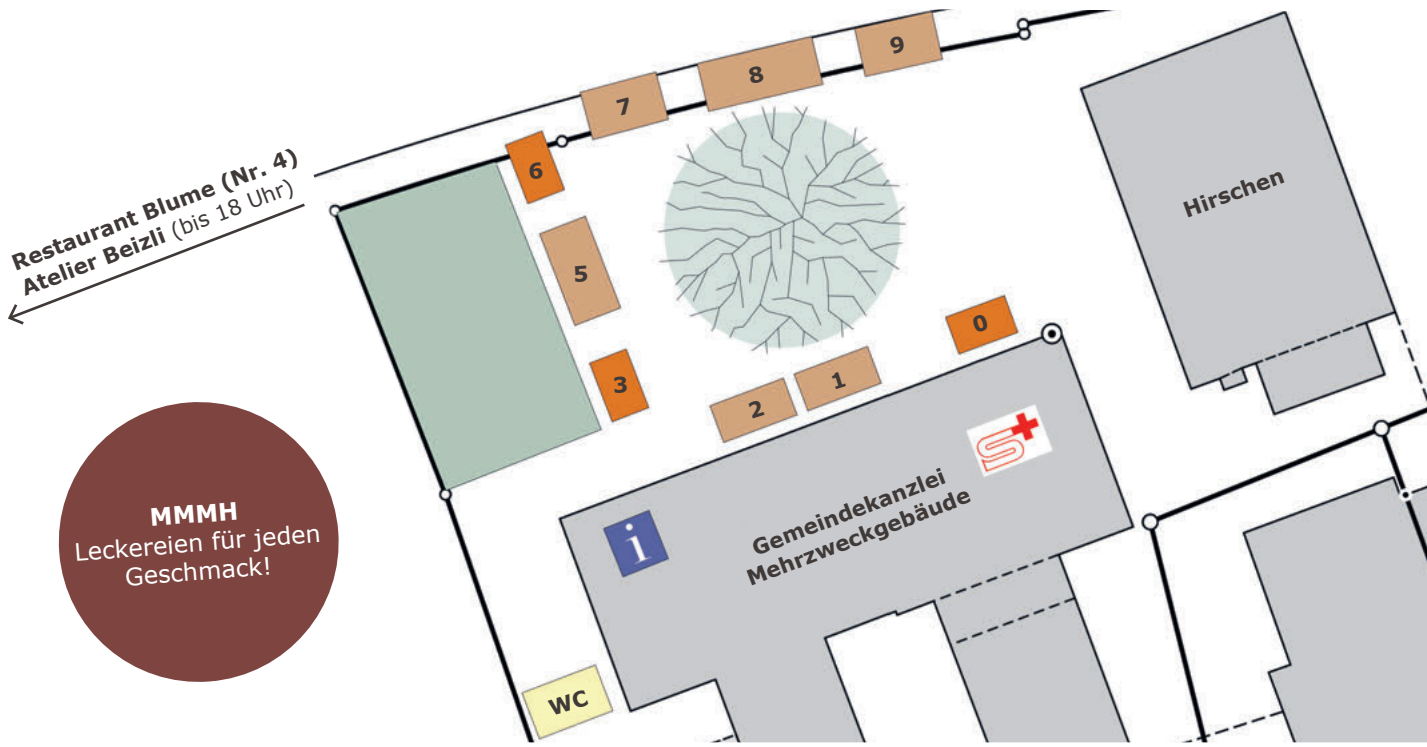 9
8
7
6
Restaurant Blume (Nr. 4)
Atelier Beizli (bis 18 Uhr)
Hirschen
5
0
3
1
2
MMMH
Leckereien für jeden
Geschmack!
i
Gemeindekanzlei
Mehrzweckgebäude
S+
WC